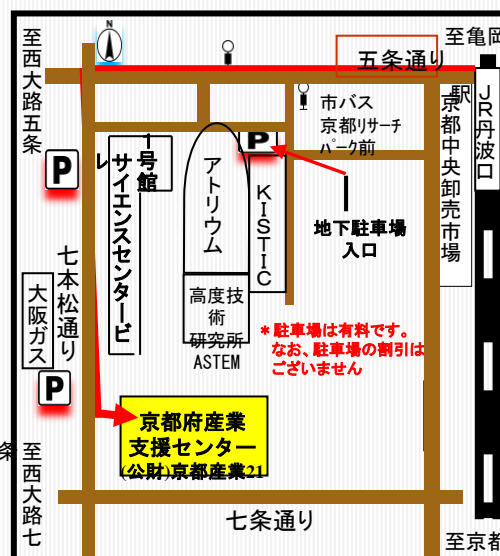 N
至西大路五条
五条通り
至亀岡
JR丹波口
駅
市バス
京都リサーチ
パーク前
京都中央卸売市場
P
P
1号館
サイエンスセンタービ
レ
アトリウム
KISTIC
地下駐車場
入口
七本松通り
大阪ガス
P
高度技
術
研究所
ASTEM
*駐車場は有料です。
なお、駐車場の割引は
ございません
京都府産業
支援センター
(公財)京都産業21
至西大路七
条
七条通り
至京都